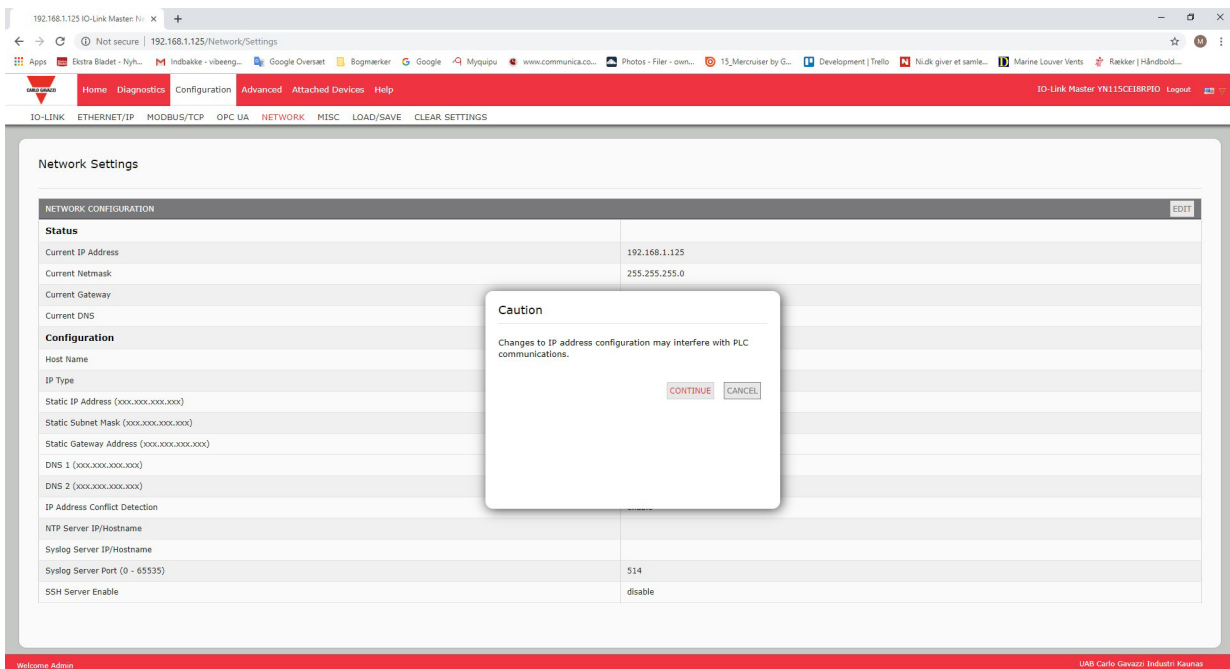 192.168.1.125 IO-Link Master: Ne
Not secure | 192.168.1.125/Network/Settings
M
Apps Ekstra Bladet - Nyh... Indbakke - vibeeng... Google Oversæt Bogmærker Google Myquipu www.communica.co... Photos - Filer - own... 15_Mercruiser by G... Development | Trello Ni.dk giver et samle... Marine Louver Vents Rækker | Håndbold....
CARLO GAVAZZI Home Diagnostics Configuration Advanced Attached Devices Help IO-Link Master YN115CEI8RPIO Logout
IO-LINK ETHERNET/IP MODBUS/TCP OPC UA NETWORK MISC LOAD/SAVE CLEAR SETTINGS
Network Settings
NETWORK CONFIGURATION EDIT
Status
Current IP Address 192.168.1.125
Current Netmask 255.255.255.0
Current Gateway
Current DNS
Configuration
Host Name
IP Type
Static IP Address (xxx.xxx.xxx.xxx)
Static Subnet Mask (xxx.xxx.xxx.xxx)
Static Gateway Address (xxx.xxx.xxx.xxx)
DNS 1 (xxx.xxx.xxx.xxx)
DNS 2 (xxx.xxx.xxx.xxx)
IP Address Conflict Detection
NTP Server IP/Hostname
Syslog Server IP/Hostname
Syslog Server Port (0 - 65535) 514
SSH Server Enable disable
Caution
Changes to IP address configuration may interfere with PLC
communications.
CONTINUE CANCEL
Welcome Admin UAB Carlo Gavazzi Industri Kaunas